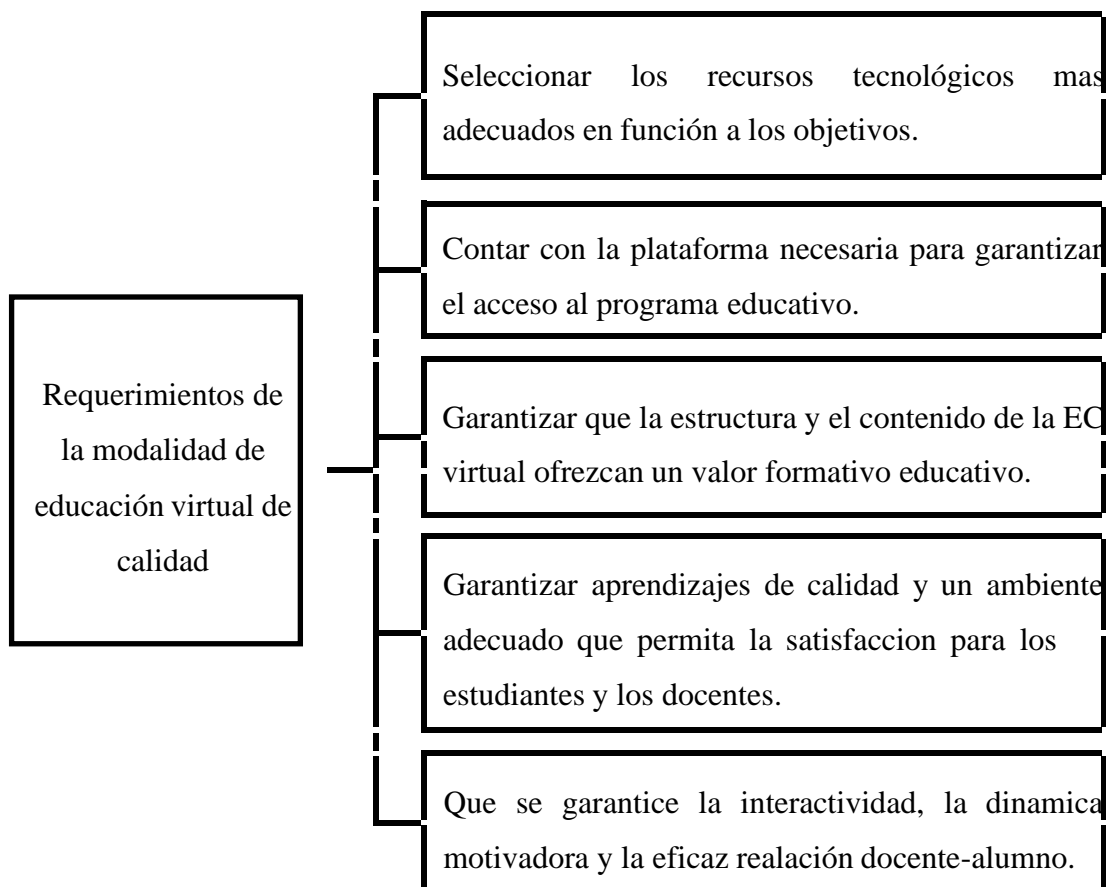 Requerimientos de
la modalidad de
educación virtual de
calidad
Seleccionar los recursos tecnológicos mas
adecuados en función a los objetivos.
Contar con la plataforma necesaria para garantizar
el acceso al programa educativo.
Garantizar que la estructura y el contenido de la EC
virtual ofrezcan un valor formativo educativo.
Garantizar aprendizajes de calidad y un ambiente
adecuado que permita la satisfaccion para los
estudiantes y los docentes.
Que se garantice la interactividad, la dinamica
motivadora y la eficaz realación docente-alumno.